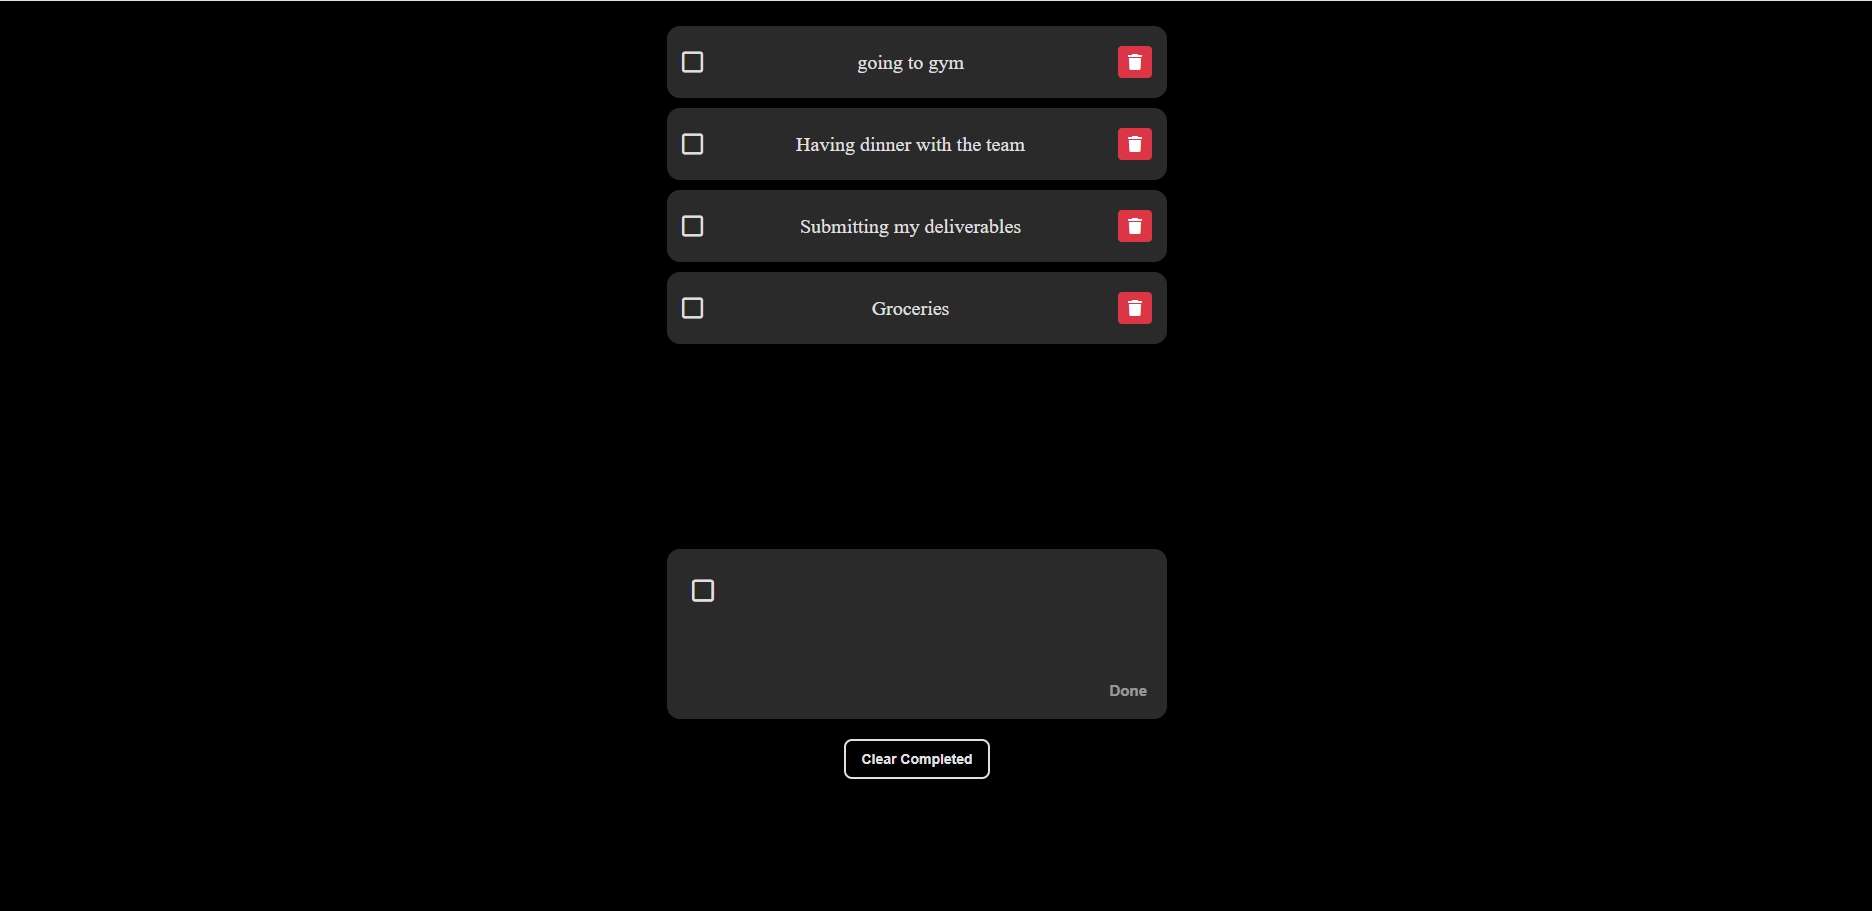 going to gym
Having dinner with the team
Submitting my deliverables
Groceries
Done
Clear Completed